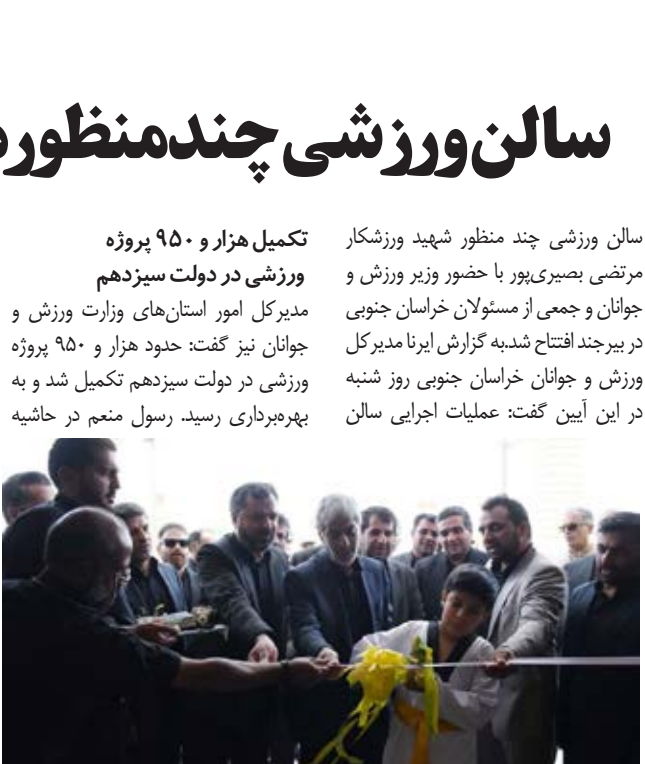 سالن ورزشی چندمنظوره
سالن ورزشی چند منظور شهید ورزشکار
مرتضی بصیری‌پور با حضور وزیر ورزش و
جوانان و جمعی از مسئولان خراسان جنوبی
در بیرجند افتتاح شد.به گزارش ایرنا مدیرکل
ورزش و جوانان خراسان جنوبی روز شنبه
در این آیین گفت: عملیات اجرایی سالن
تکمیل هزار و ۹۵۰ پروژه
ورزشی در دولت سیزدهم
مدیرکل امور استان‌های وزارت ورزش و
جوانان نیز گفت: حدود هزار و ۹۵۰ پروژه
ورزشی در دولت سیزدهم تکمیل شد و به
بهره‌برداری رسید. رسول منعم در حاشیه